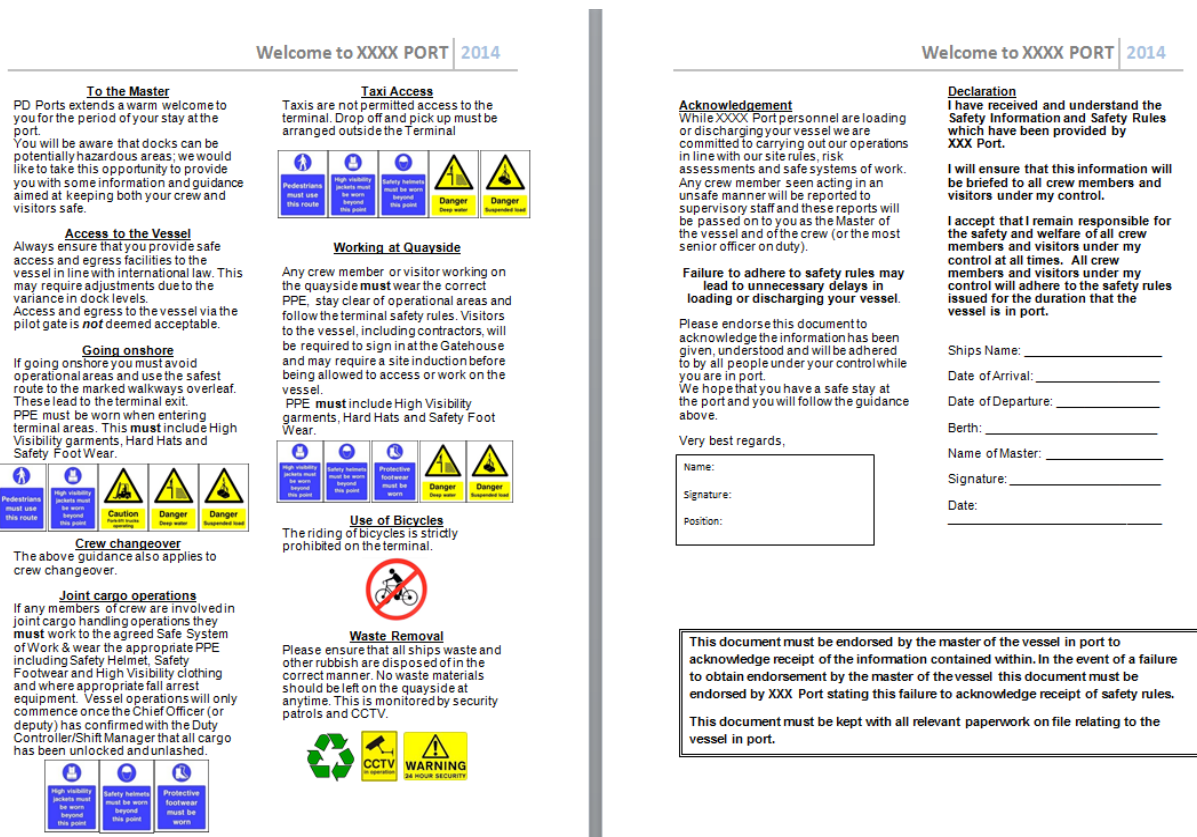 Welcome to XXXX PORT 2014
To the Master
PD Ports extends a warm welcome to
you for the period of your stay at the
port.
You will be aware that docks can be
potentially hazardous areas; we would
like to take this opportunity to provide
you with some information and guidance
aimed at keeping both your crew and
visitors safe.
Access to the Vessel
Always ensure that you provide safe
access and egress facilities to the
vessel in line with international law. This
may require adjustments due to the
variance in dock levels.
Access and egress to the vessel via the
pilot gate is not deemed acceptable.
Going onshore
If going onshore you must avoid
operational areas and use the safest
route to the marked walkways overleaf.
These lead to the terminal exit.
PPE must be worn when entering
terminal areas. This must include High
Visibility garments, Hard Hats and
Safety Foot Wear.
Pedestrians
must use
this route
High visibility
jackets must
be worn
beyond
this point
Caution
Fork-lift trucks
operating
Danger
Deep water
Danger
Suspended load
Crew changeover
The above guidance also applies to
crew changeover.
Joint cargo operations
If any members of crew are involved in
joint cargo handling operations they
must work to the agreed Safe System
of Work & wear the appropriate PPE
including Safety Helmet, Safety
Footwear and High Visibility clothing
and where appropriate fall arrest
equipment. Vessel operations will only
commence once the Chief Officer (or
deputy) has confirmed with the Duty
Controller/Shift Manager that all cargo
has been unlocked and unlashed.
High visibility
jackets must
be worn
beyond
this point
Safety helmets
must be worn
beyond
this point
Protective
footwear
must be
worn
Taxi Access
Taxis are not permitted access to the
terminal. Drop off and pick up must be
arranged outside the Terminal
Pedestrians
must use
this route
High visibility
jackets must
be worn
beyond
this point
Safety helmets
must be worn
beyond
this point
Danger
Deep water
Danger
Suspended load
Working at Quayside
Any crew member or visitor working on
the quayside must wear the correct
PPE, stay clear of operational areas and
follow the terminal safety rules. Visitors
to the vessel, including contractors, will
be required to sign in at the Gatehouse
and may require a site induction before
being allowed to access or work on the
vessel.
PPE must include High Visibility
garments, Hard Hats and Safety Foot
Wear.
High visibility
jackets must
be worn
beyond
this point
Safety helmets
must be worn
beyond
this point
Protective
footwear
must be
worn
Danger
Deep water
Danger
Suspended load
Use of Bicycles
The riding of bicycles is strictly
prohibited on the terminal.
Waste Removal
Please ensure that all ships waste and
other rubbish are disposed of in the
correct manner. No waste materials
should be left on the quayside at
anytime. This is monitored by security
patrols and CCTV.
CCTV
in operation
WARNING
24 HOUR SECURITY
Welcome to XXXX PORT 2014
Acknowledgement
While XXXX Port personnel are loading
or discharging your vessel we are
committed to carrying out our operations
in line with our site rules, risk
assessments and safe systems of work.
Any crew member seen acting in an
unsafe manner will be reported to
supervisory staff and these reports will
be passed on to you as the Master of
the vessel and of the crew (or the most
senior officer on duty).
Failure to adhere to safety rules may
lead to unnecessary delays in
loading or discharging your vessel.
Please endorse this document to
acknowledge the information has been
given, understood and will be adhered
to by all people under your control while
you are in port.
We hope that you have a safe stay at
the port and you will follow the guidance
above.
Very best regards,
Name:
Signature:
Position:
Declaration
I have received and understand the
Safety Information and Safety Rules
which have been provided by
XXX Port.
I will ensure that this information will
be briefed to all crew members and
visitors under my control.
I accept that I remain responsible for
the safety and welfare of all crew
members and visitors under my
control at all times. All crew
members and visitors under my
control will adhere to the safety rules
issued for the duration that the
vessel is in port.
Ships Name:
Date of Arrival:
Date of Departure:
Berth:
Name of Master:
Signature:
Date:
This document must be endorsed by the master of the vessel in port to
acknowledge receipt of the information contained within. In the event of a failure
to obtain endorsement by the master of the vessel this document must be
endorsed by XXX Port stating this failure to acknowledge receipt of safety rules.
This document must be kept with all relevant paperwork on file relating to the
vessel in port.